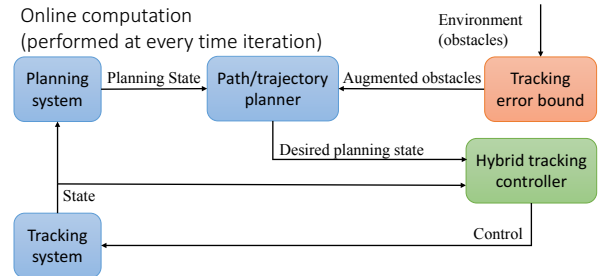 Online computation
(performed at every time iteration)
Environment
(obstacles)
Planning
system
Planning State
Path/trajectory
planner
Augmented obstacles
Tracking
error bound
Desired planning state
Hybrid tracking
controller
State
Tracking
system
Control